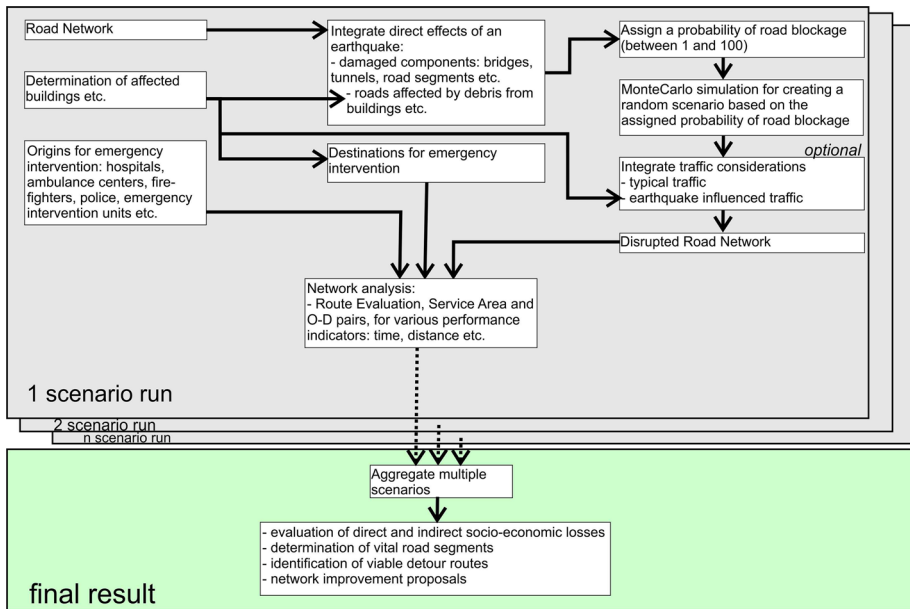 Road Network
Determination of affected
buildings etc.
Origins for emergency
intervention: hospitals,
ambulance centers, fire-
fighters, police, emergency
intervention units etc.
Integrate direct effects of an
earthquake:
- damaged components: bridges,
tunnels, road segments etc.
- roads affected by debris from
buildings etc.
Destinations for emergency
intervention
Assign a probability of road blockage
(between 1 and 100)
MonteCarlo simulation for creating a
random scenario based on the
assigned probability of road blockage
optional
Integrate traffic considerations
- typical traffic
- earthquake influenced traffic
Disrupted Road Network
Network analysis:
- Route Evaluation, Service Area and
O-D pairs, for various performance
indicators: time, distance etc.
1 scenario run
2 scenario run
n scenario run
Aggregate multiple
scenarios
- evaluation of direct and indirect socio-economic losses
- determination of vital road segments
- identification of viable detour routes
- network improvement proposals
final result